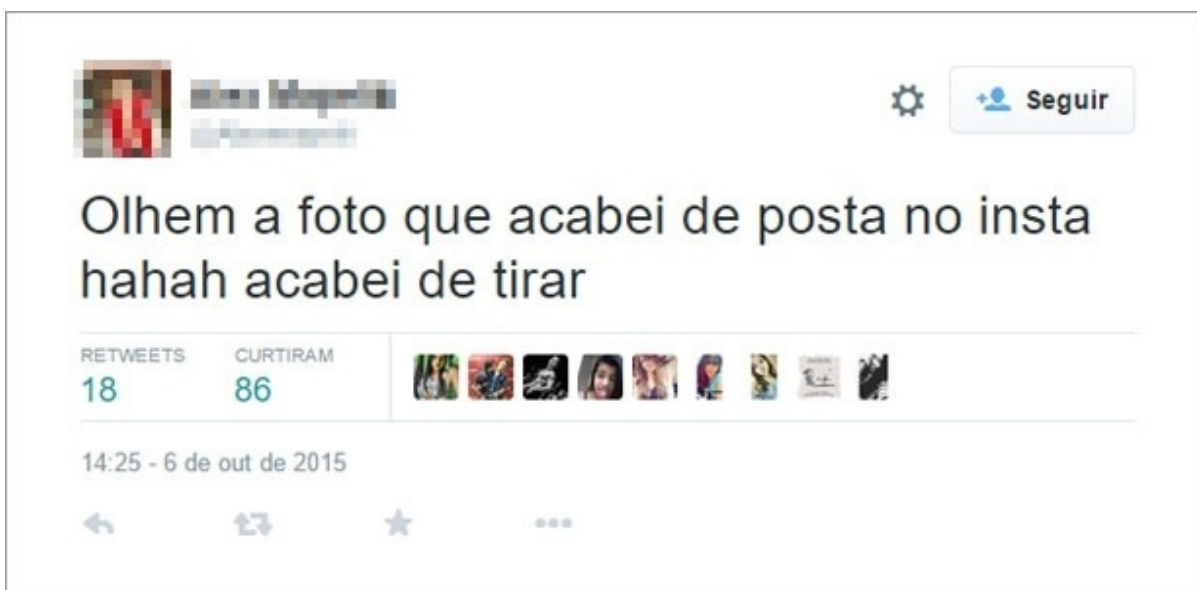 Seguir
Olhem a foto que acabei de posta no insta
hahah acabei de tirar
RETWEETS CURTIRAM
18 86
14:25 - 6 de out de 2015